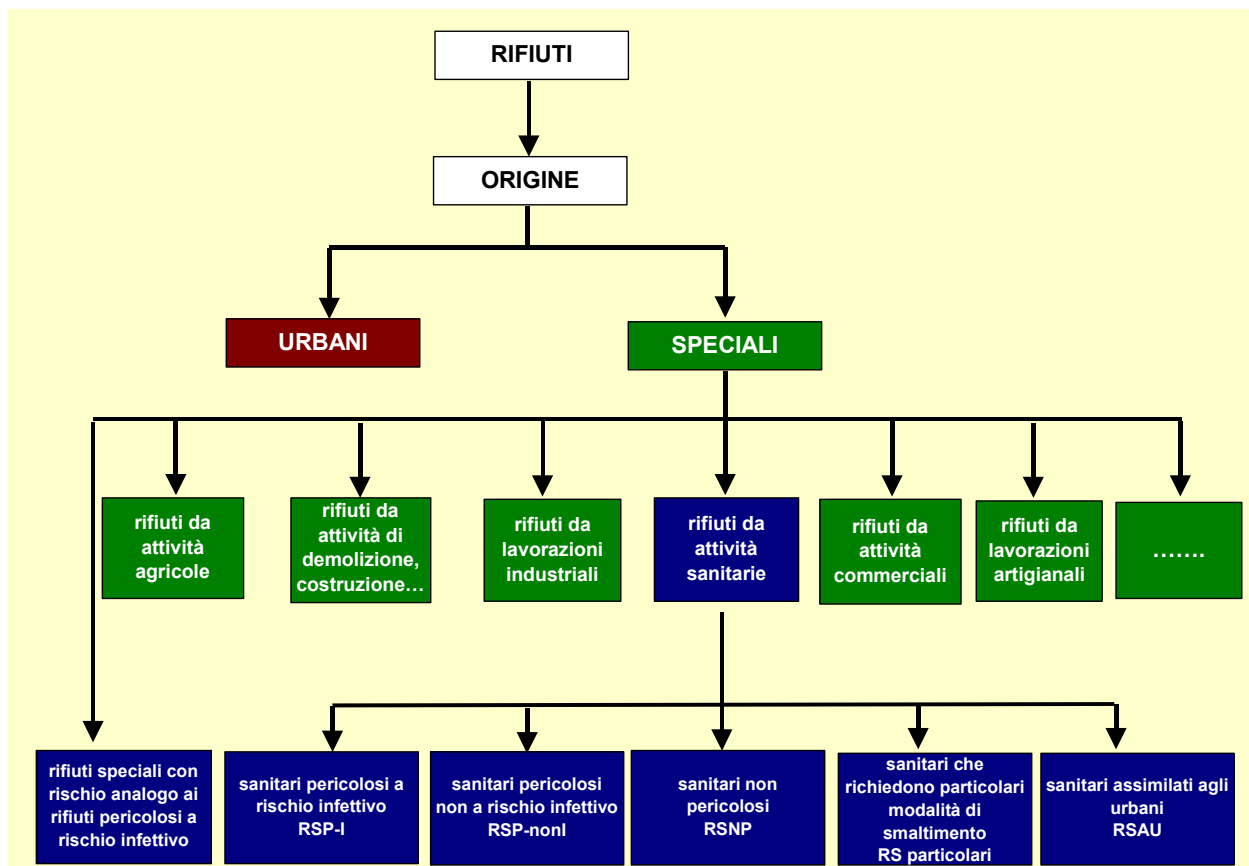 RIFIUTI
ORIGINE
URBANI
SPECIALI
rifiuti da
attività
agricole
rifiuti da
attività di
demolizione,
costruzione…
rifiuti da
lavorazioni
industriali
rifiuti da
attività
sanitarie
rifiuti da
attività
commerciali
rifiuti da
lavorazioni
artigianali
…….
rifiuti speciali con
rischio analogo ai
rifiuti pericolosi a
rischio infettivo
sanitari pericolosi a
rischio infettivo
RSP-I
sanitari pericolosi
non a rischio infettivo
RSP-nonI
sanitari non
pericolosi
RSNP
sanitari che
richiedono particolari
modalità di
smaltimento
RS particolari
sanitari assimilati agli
urbani
RSAU